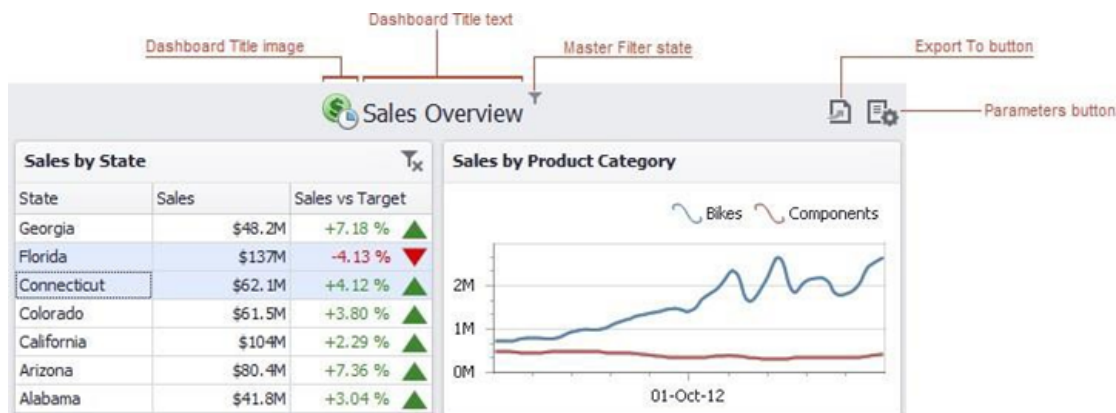 Dashboard Title text
Dashboard Title image
Master Filter state
Export To button
Sales Overview
Parameters button
Sales by State
Sales by Product Category
State Sales Sales vs Target
Bikes Components
Georgia $48.2M +7.18 %
Florida $137M -4.13 %
Connecticut $62.1M +4.12 %
Colorado $61.5M +3.80 %
California $104M +2.29 %
Arizona $80.4M +7.36 %
Alabama $41.8M +3.04 %
2M
1M
0M
01-Oct-12